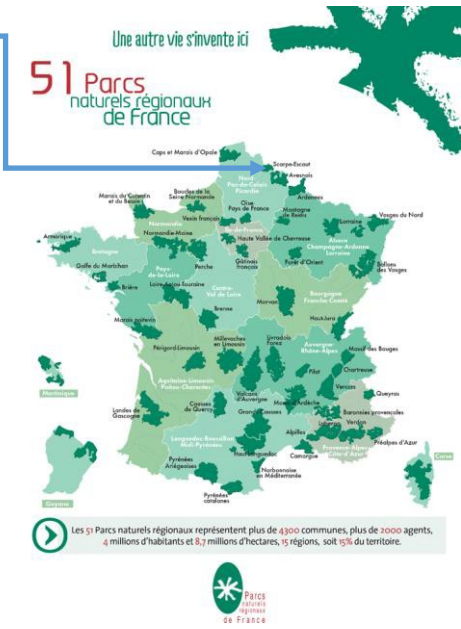 Une autre vie s'invente ici
51 Parcs
naturels régionaux
de France
Caps et Marais d'Opale
Scarpe-Escaut
Avesnois
Nord-
Pas-de-Calais
Picardie
Ardennes
Marais du Cotentin
et du Bessin
Boucles de la
Seine Normande
Oise
Pays de France
Montagne
de Reims
Vexin français
Normandie
Île-de-France
Lorraine
Vosges du Nord
Normandie-Maine
Haute Vallée de Chevreuse
Alsace
Champagne-Ardenne
Lorraine
Armorique
Bretagne
Perche
Gâtinais
français
Forêt d'Orient
Ballons
des Vosges
Golfe du Morbihan
Pays-
de-la-Loire
Centre-
Val de Loire
Brière
Loire-Anjou-Touraine
Bourgogne
Franche-Comté
Morvan
Brenne
Haut-Jura
Marais poitevin
Millevaches
en Limousin
Livradois
Forez
Auvergne-
Rhône-Alpes
Massif des Bauges
Périgord-Limousin
Chartreuse
Pilat
Aquitaine-Limousin
Poitou-Charentes
Vercors
Queyras
Martinique
Volcans
d'Auvergne
Monts d'Ardèche
Baronnies provençales
Landes de
Gascogne
Causses
du Quercy
Grands Causses
Luberon
Verdon
Alpilles
Préalpes d'Azur
Languedoc-Roussillon
Midi-Pyrénées
Provence-Alpes
Côte-d'Azur
Haut-Languedoc
Camargue
Corse
Pyrénées
Ariégeoises
Narbonnaise
en Méditerranée
Guyane
Pyrénées
catalanes
Les 51 Parcs naturels régionaux représentent plus de 4300 communes, plus de 2000 agents,
4 millions d'habitants et 8,7 millions d'hectares, 15 régions, soit 15% du territoire.
Parcs
naturels
régionaux
de France